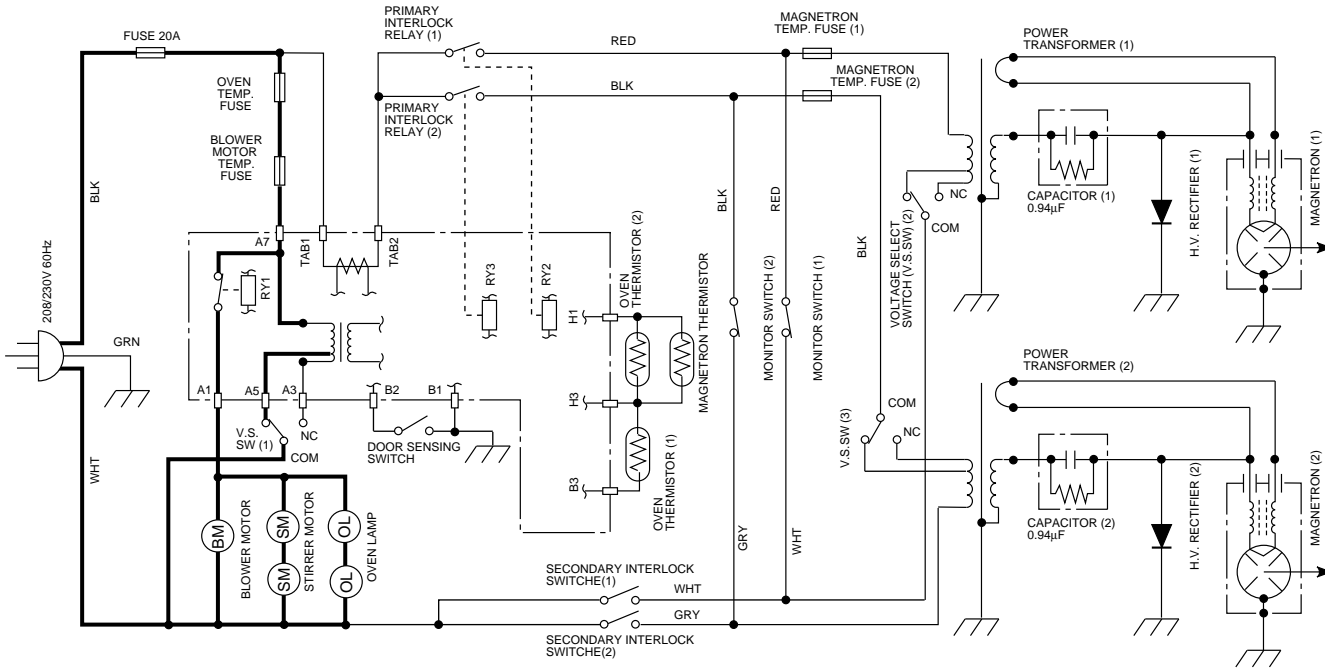 FUSE 20A
OVEN
TEMP.
FUSE
BLOWER
MOTOR
TEMP.
FUSE
PRIMARY
INTERLOCK
RELAY (1)
PRIMARY
INTERLOCK
RELAY (2)
RED
BLK
MAGNETRON
TEMP. FUSE (1)
MAGNETRON
TEMP. FUSE (2)
POWER
TRANSFORMER (1)
CAPACITOR (1)
0.94µF
H.V. RECTIFIER (1)
MAGNETRON (1)
BLK
208/230V 60Hz
GRN
WHT
A7
TAB1
TAB2
RY1
RY3
RY2
OVEN
THERMISTOR (2)
MAGNETRON THERMISTOR
H1
H3
B3
OVEN
THERMISTOR (1)
BLK
RED
MONITOR SWITCH (2)
MONITOR SWITCH (1)
BLK
VOLTAGE SELECT
SWITCH (V.S.SW) (2)
NC
COM
A1
A5
A3
B2
B1
V.S.
SW (1)
NC
COM
DOOR SENSING
SWITCH
V.S.SW (3)
COM
NC
POWER
TRANSFORMER (2)
CAPACITOR (2)
0.94µF
H.V. RECTIFIER (2)
MAGNETRON (2)
BM
BLOWER MOTOR
SM
SM
STIRRER MOTOR
OL
OL
OVEN LAMP
GRY
WHT
SECONDARY INTERLOCK
SWITCHE(1)
WHT
GRY
SECONDARY INTERLOCK
SWITCHE(2)